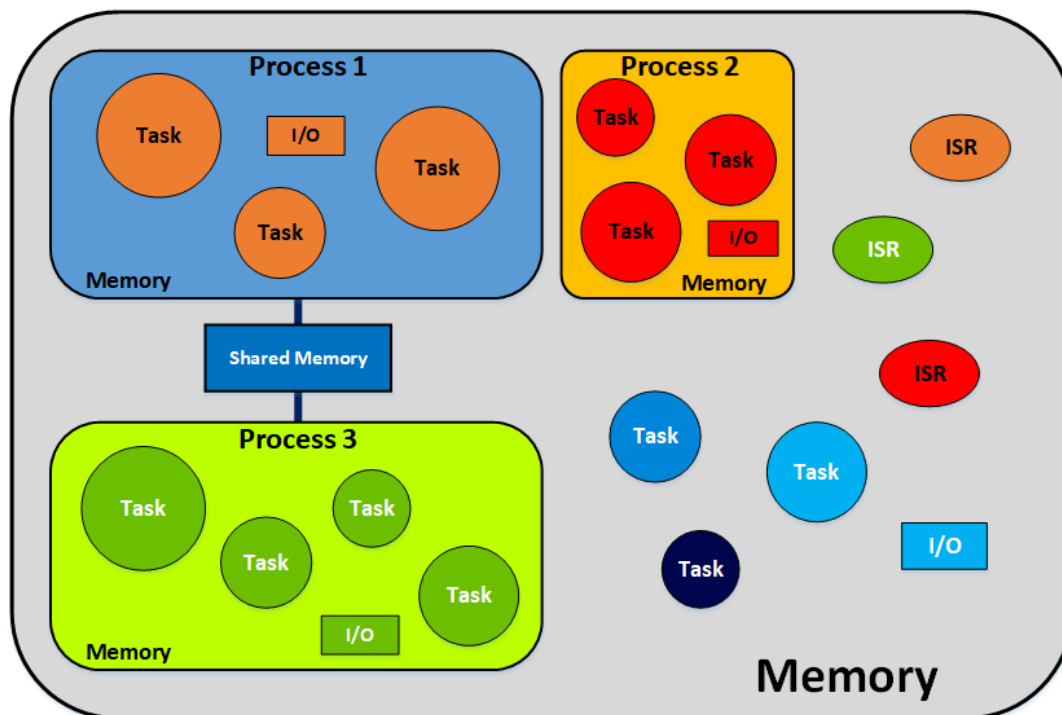 Process 1
Task
I/O
Task
Task
Memory
Process 2
Task
Task
Task
I/O
Memory
ISR
ISR
ISR
Shared Memory
Process 3
Task
Task
Task
Task
I/O
Memory
Task
Task
Task
I/O
Memory